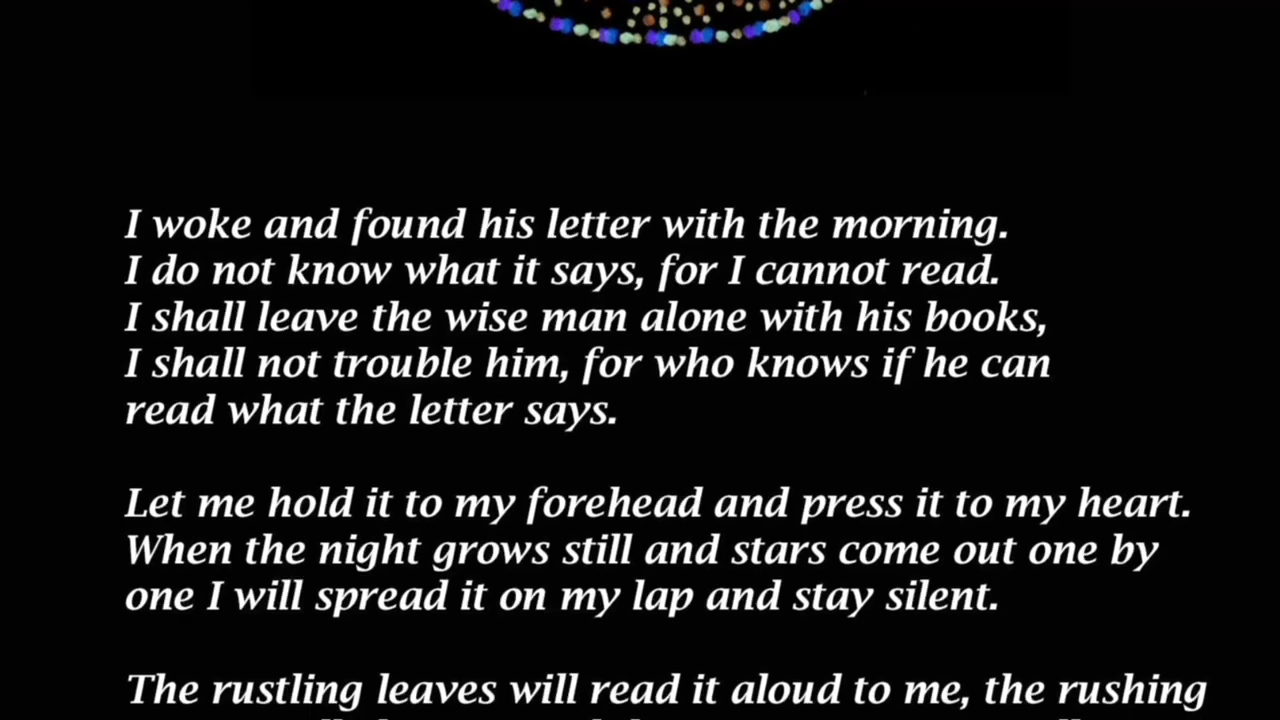 I woke and found his letter with the morning.
I do not know what it says, for I cannot read.
I shall leave the wise man alone with his books,
I shall not trouble him, for who knows if he can
read what the letter says.
Let me hold it to my forehead and press it to my heart.
When the night grows still and stars come out one by
one I will spread it on my lap and stay silent.
The rustling leaves will read it aloud to me, the rushing